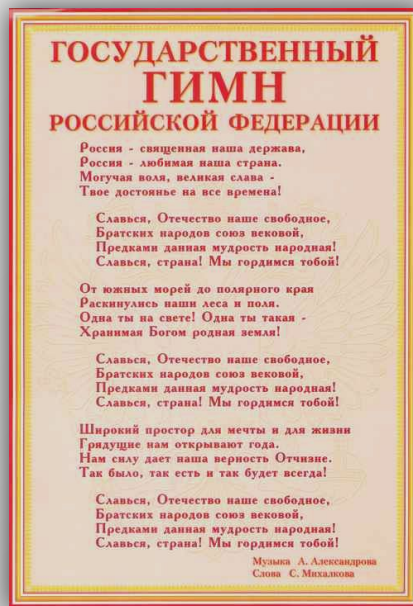 ГОСУДАРСТВЕННЫЙ
ГИМН
РОССИЙСКОЙ ФЕДЕРАЦИИ
Россия - священная наша держава,
Россия - любимая наша страна.
Могучая воля, великая слава -
Твое достоянье на все времена!
Славься, Отечество наше свободное,
Братских народов союз вековой,
Предками данная мудрость народная!
Славься, страна! Мы гордимся тобой!
От южных морей до полярного края
Раскинулись наши леса и поля.
Одна ты на свете! Одна ты такая -
Хранимая Богом родная земля!
Славься, Отечество наше свободное,
Братских народов союз вековой,
Предками данная мудрость народная!
Славься, страна! Мы гордимся тобой!
Широкий простор для мечты и для жизни
Грядущие нам открывают года.
Нам силу дает наша верность Отчизне.
Так было, так есть и так будет всегда!
Славься, Отечество наше свободное,
Братских народов союз вековой,
Предками данная мудрость народная!
Славься, страна! Мы гордимся тобой!
Музыка А. Александрова
Слова С. Михалкова